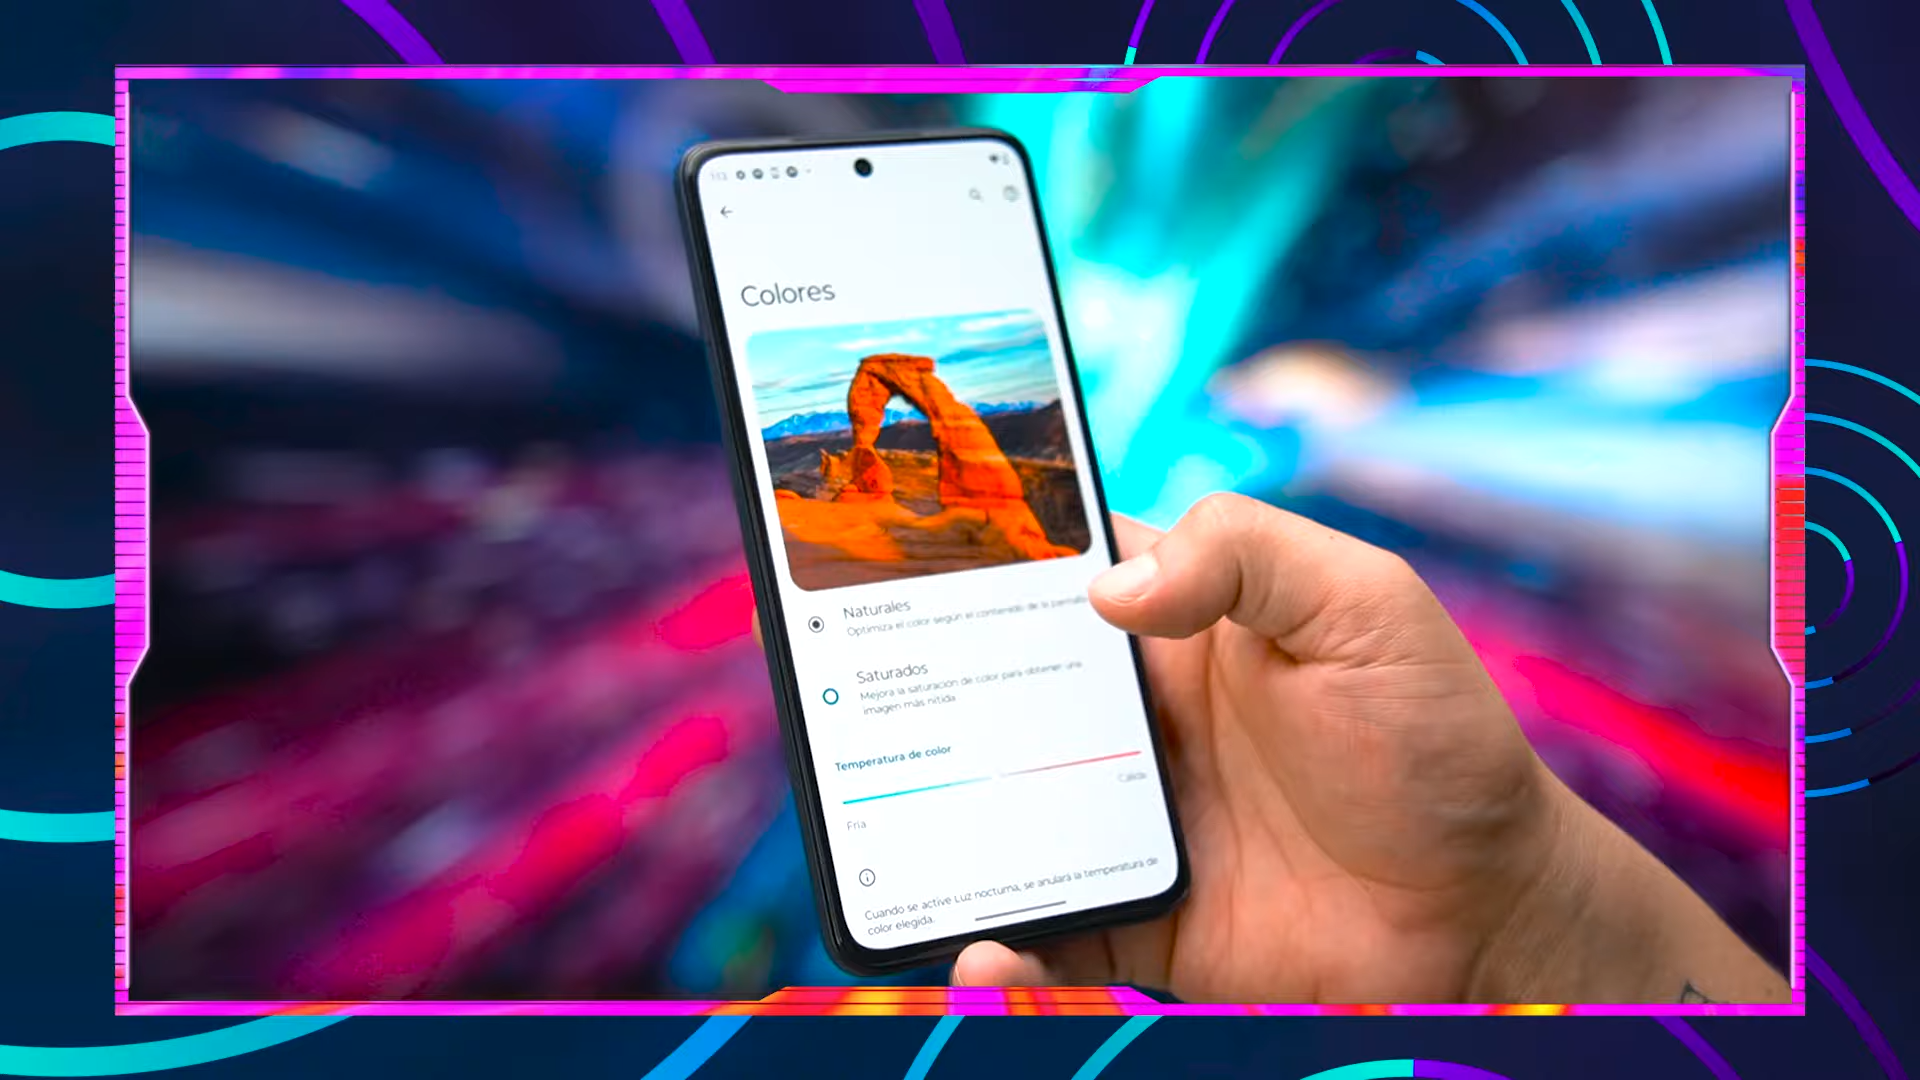 Colores
Naturales
Optimiza el color según el contenido de la pantalla
Saturados
Mejora la saturación de color para obtener una
imagen más nítida
Temperatura de color
Cálida
Fría
Cuando se active Luz nocturna, se anulará la temperatura de
color elegida.